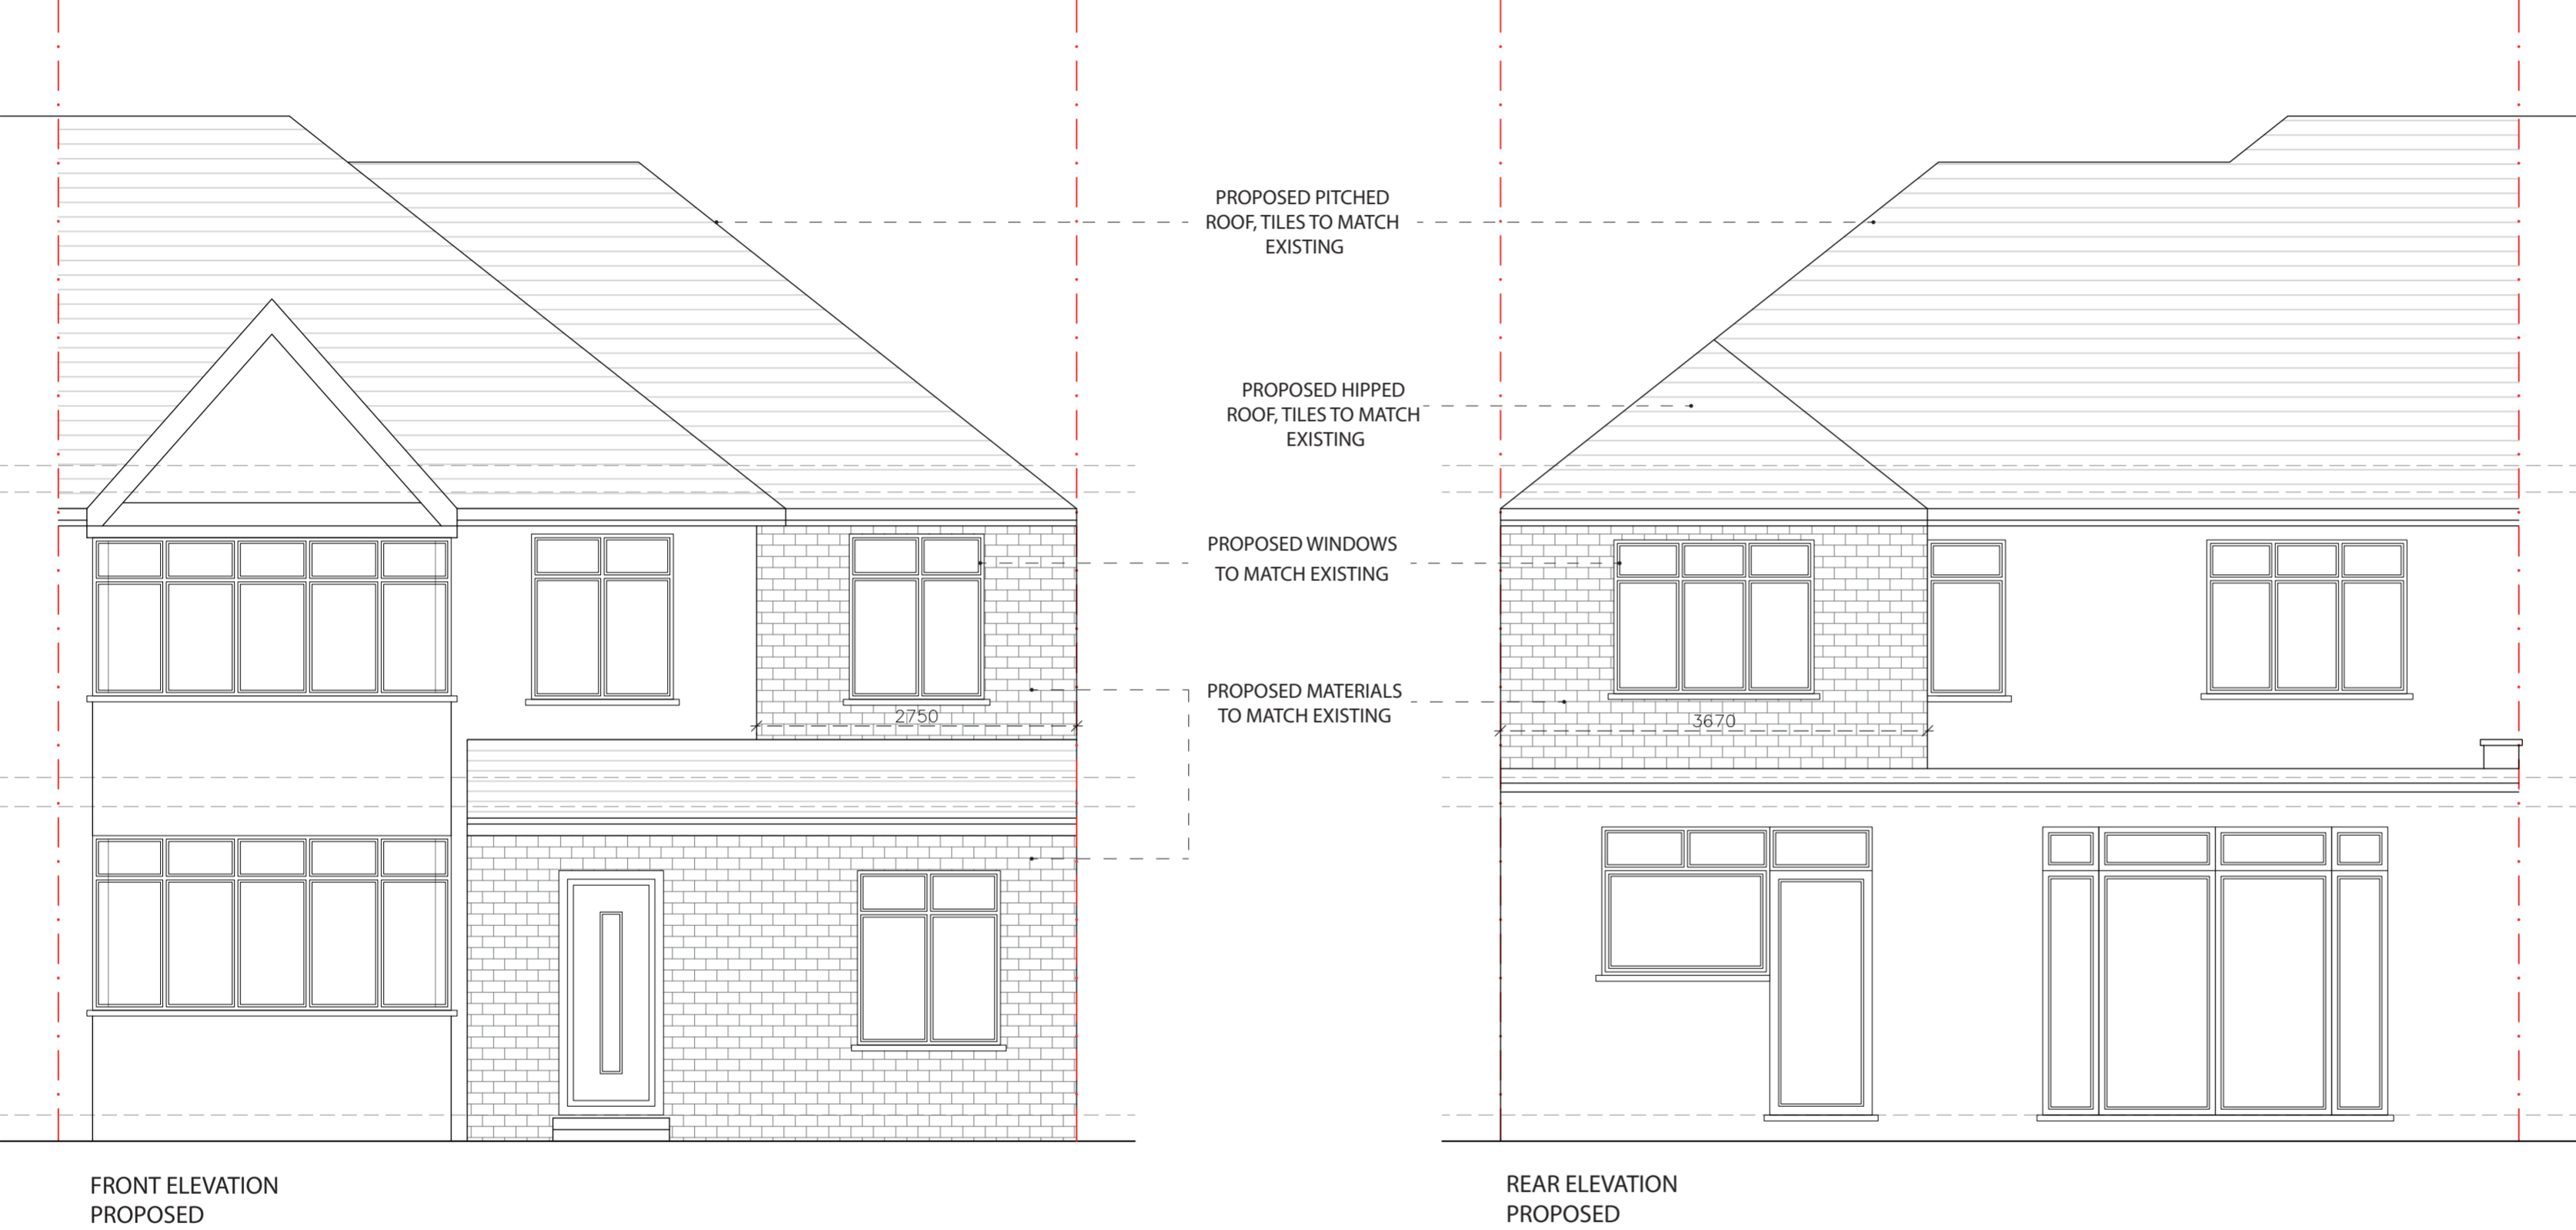 PROPOSED PITCHED
ROOF, TILES TO MATCH
EXISTING
PROPOSED HIPPED
ROOF, TILES TO MATCH
EXISTING
PROPOSED WINDOWS
TO MATCH EXISTING
PROPOSED MATERIALS
TO MATCH EXISTING
2750
3670
FRONT ELEVATION
PROPOSED
REAR ELEVATION
PROPOSED